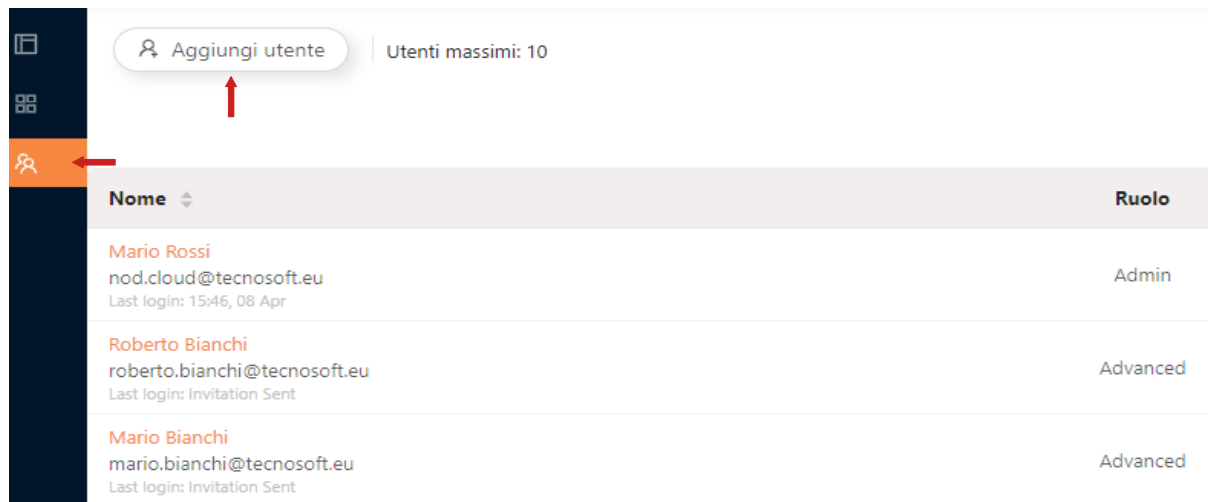 Aggiungi utente
Utenti massimi: 10
Nome
Ruolo
Mario Rossi
nod.cloud@tecnosoft.eu
Admin
Last login: 15:46, 08 Apr
Roberto Bianchi
roberto.bianchi@tecnosoft.eu
Advanced
Last login: Invitation Sent
Mario Bianchi
mario.bianchi@tecnosoft.eu
Advanced
Last login: Invitation Sent